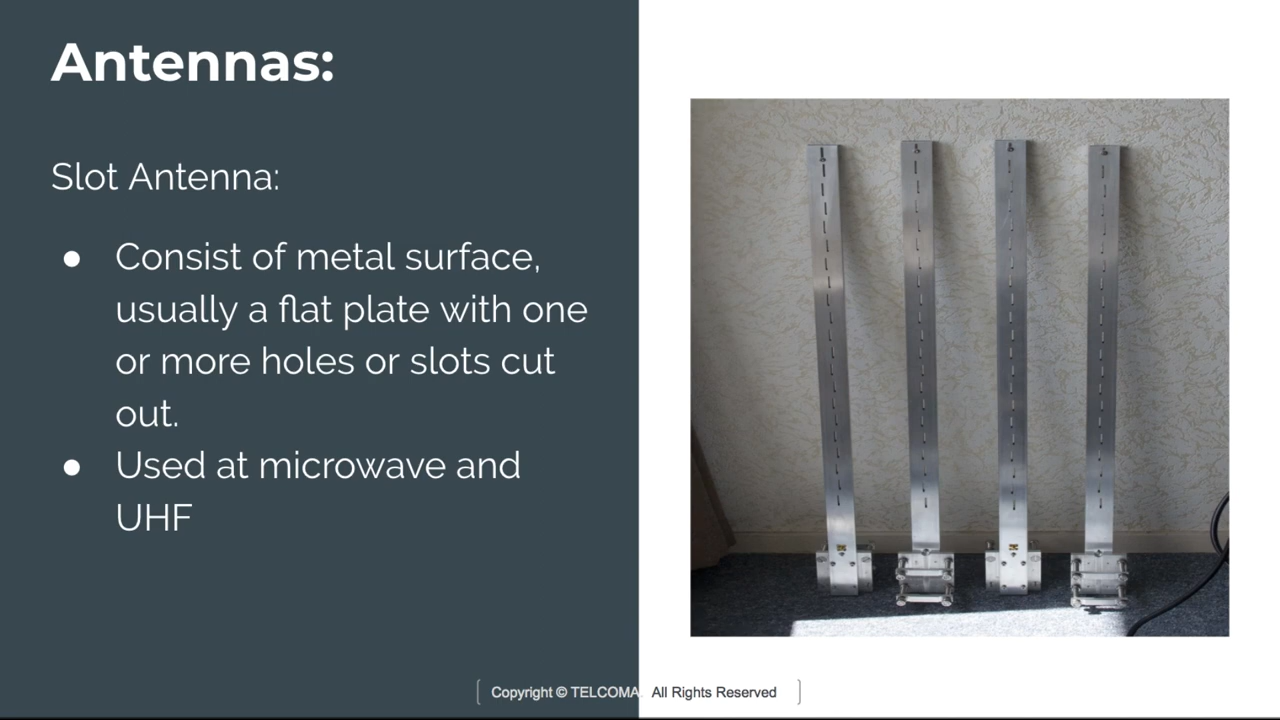 Antennas:
Slot Antenna:
● Consist of metal surface,
usually a flat plate with one
or more holes or slots cut
out.
● Used at microwave and
UHF
Copyright © TELCOMA. All Rights Reserved